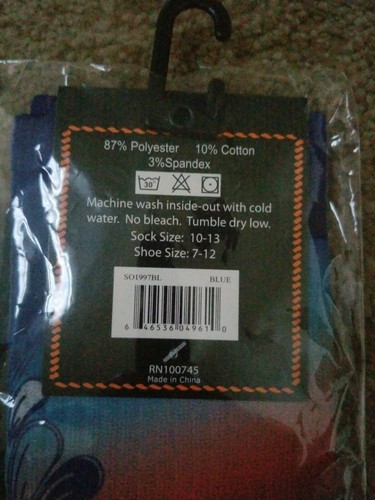 87% Polyester 10% Cotton
3%Spandex
30°
Machine wash inside-out with cold
water. No bleach. Tumble dry low.
Sock Size: 10-13
Shoe Size: 7-12
SO1997BL BLUE
6 46536 04961 0
RN100745
Made in China